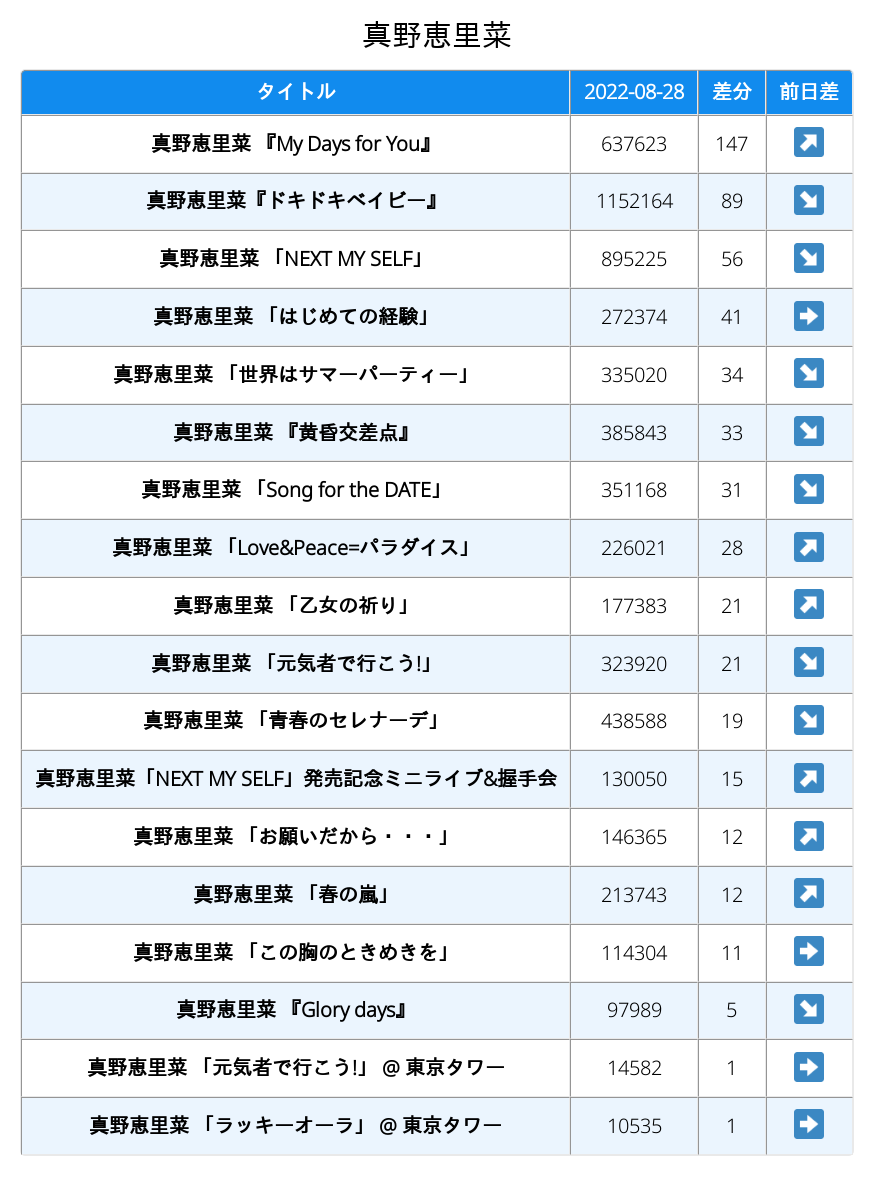 真野恵里菜
タイトル 2022-08-28 差分 前日差
真野恵里菜 『My Days for You』 637623 147 ↗
真野恵里菜『ドキドキベイビー』 1152164 89 ↘
真野恵里菜 「NEXT MY SELF」 895225 56 ↘
真野恵里菜 「はじめての経験」 272374 41 ➡
真野恵里菜 「世界はサマーパーティー」 335020 34 ↘
真野恵里菜 『黄昏交差点』 385843 33 ↘
真野恵里菜 「Song for the DATE」 351168 31 ↘
真野恵里菜 「Love&Peace=パラダイス」 226021 28 ↗
真野恵里菜 「乙女の祈り」 177383 21 ↗
真野恵里菜 「元気者で行こう!」 323920 21 ↘
真野恵里菜 「青春のセレナーデ」 438588 19 ↘
真野恵里菜「NEXT MY SELF」発売記念ミニライブ&握手会 130050 15 ↗
真野恵里菜 「お願いだから・・・」 146365 12 ↗
真野恵里菜 「春の嵐」 213743 12 ↗
真野恵里菜 「この胸のときめきを」 114304 11 ➡
真野恵里菜 『Glory days』 97989 5 ↘
真野恵里菜 「元気者で行こう!」 @ 東京タワー 14582 1 ➡
真野恵里菜 「ラッキーオーラ」 @ 東京タワー 10535 1 ➡